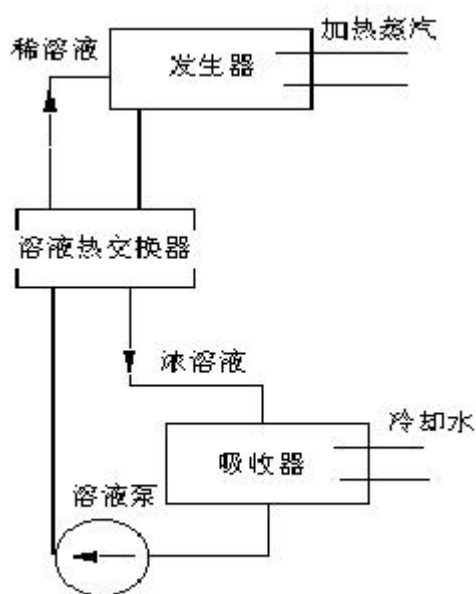 加热蒸汽
稀溶液
发生器
溶液热交换器
浓溶液
冷却水
吸收器
溶液泵